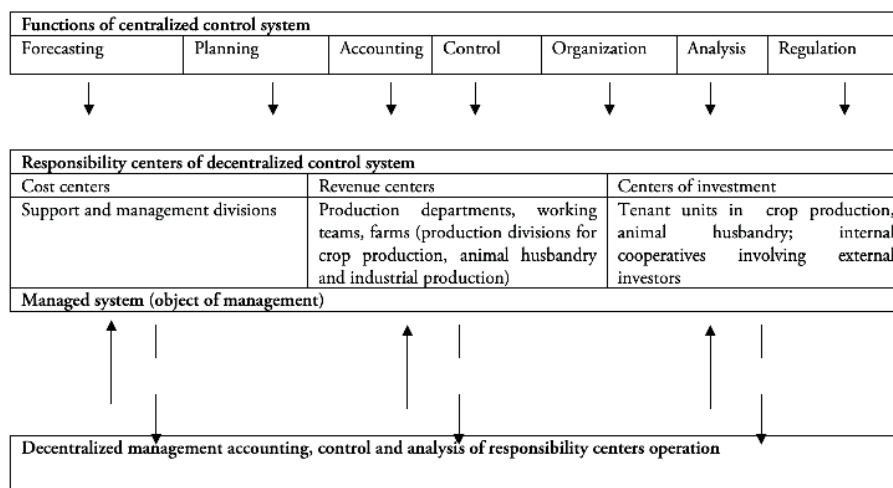 Functions of centralized control system
Forecasting Planning Accounting Control Organization Analysis Regulation
Responsibility centers of decentralized control system
Cost centers Revenue centers Centers of investment
Support and management divisions
Production departments, working
teams, farms (production divisions for
crop production, animal husbandry
and industrial production)
Tenant units in crop production,
animal husbandry; internal
cooperatives involving external
investors
Managed system (object of management)
Decentralized management accounting, control and analysis of responsibility centers operation